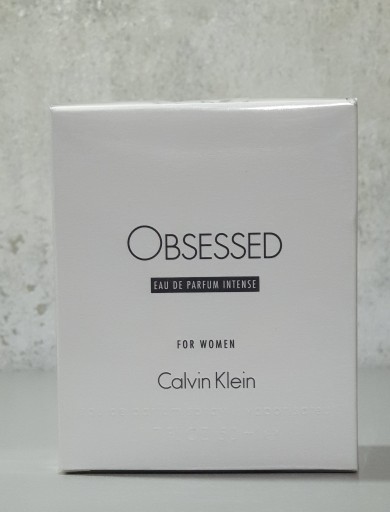 OBSESSED
EAU DE PARFUM INTENSE
FOR WOMEN
Calvin Klein